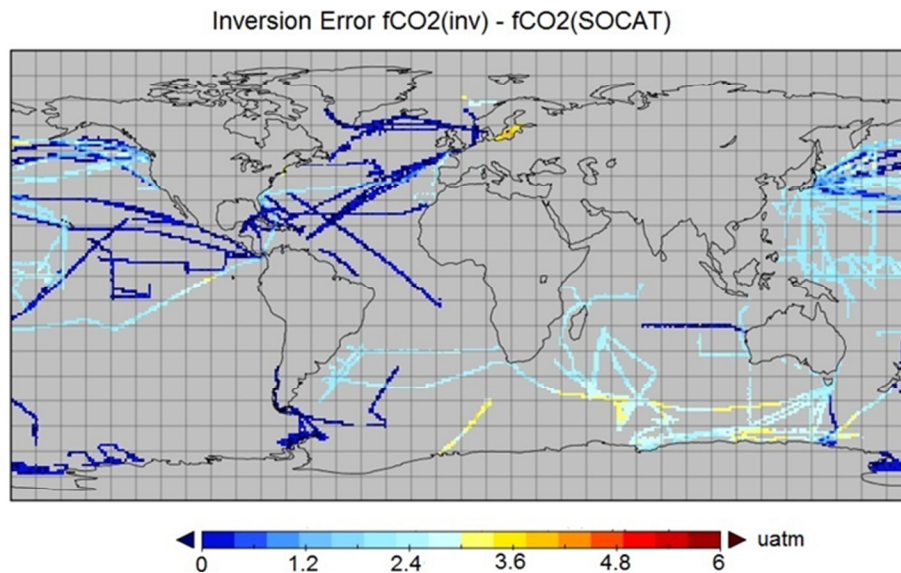 Inversion Error fCO2(inv) - fCO2(SOCAT)
0 1.2 2.4 3.6 4.8 6 uatm